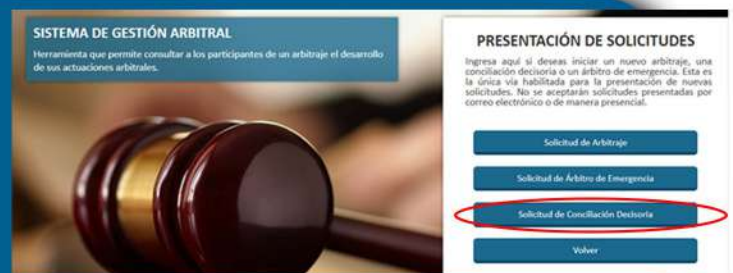 SISTEMA DE GESTIÓN ARBITRAL
Herramienta que permite consultar a los participantes de un arbitraje el desarrollo
de sus actuaciones arbitrales.
PRESENTACIÓN DE SOLICITUDES
Ingresa aquí si deseas iniciar un nuevo arbitraje, una
conciliación decisoria o un árbitro de emergencia. Esta es
la única vía habilitada para la presentación de nuevas
solicitudes. No se aceptarán solicitudes presentadas por
correo electrónico o de manera presencial.
Solicitud de Arbitraje
Solicitud de Árbitro de Emergencia
Solicitud de Conciliación Decisoria
Volver